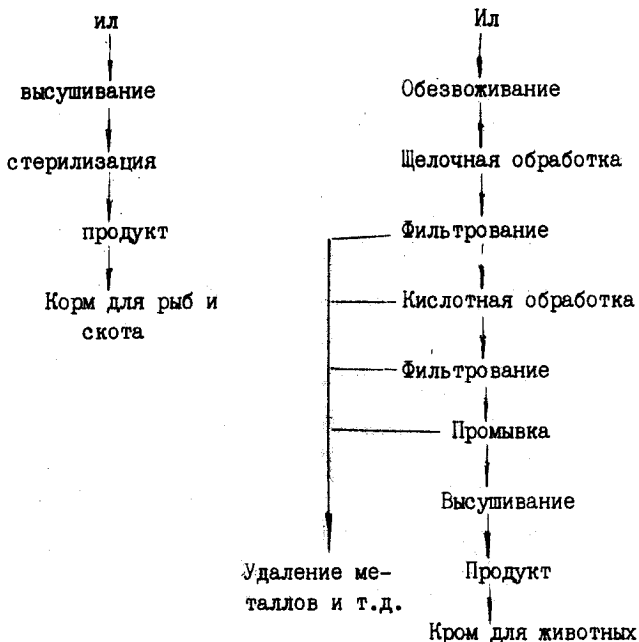 ил
высушивание
стерилизация
продукт
Корм для рыб и
скота
Ил
Обезвоживание
Щелочная обработка
Фильтрование
Кислотная обработка
Фильтрование
Промывка
Высушивание
Продукт
Кром для животных
Удаление ме-
таллов и т.д.